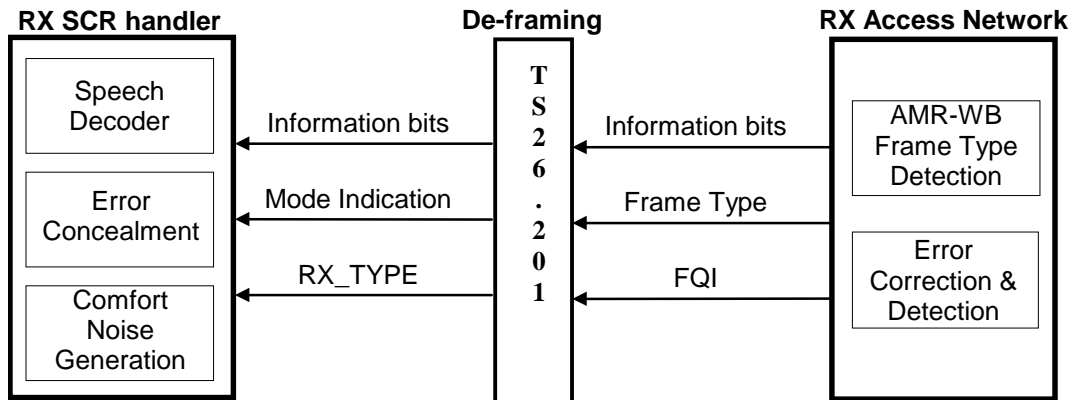 RX SCR handler
De-framing
RX Access Network
Speech
Decoder
Error
Concealment
Comfort
Noise
Generation
Information bits
Mode Indication
RX_TYPE
T
S
2
6
.
2
0
1
Information bits
Frame Type
FQI
AMR-WB
Frame Type
Detection
Error
Correction &
Detection